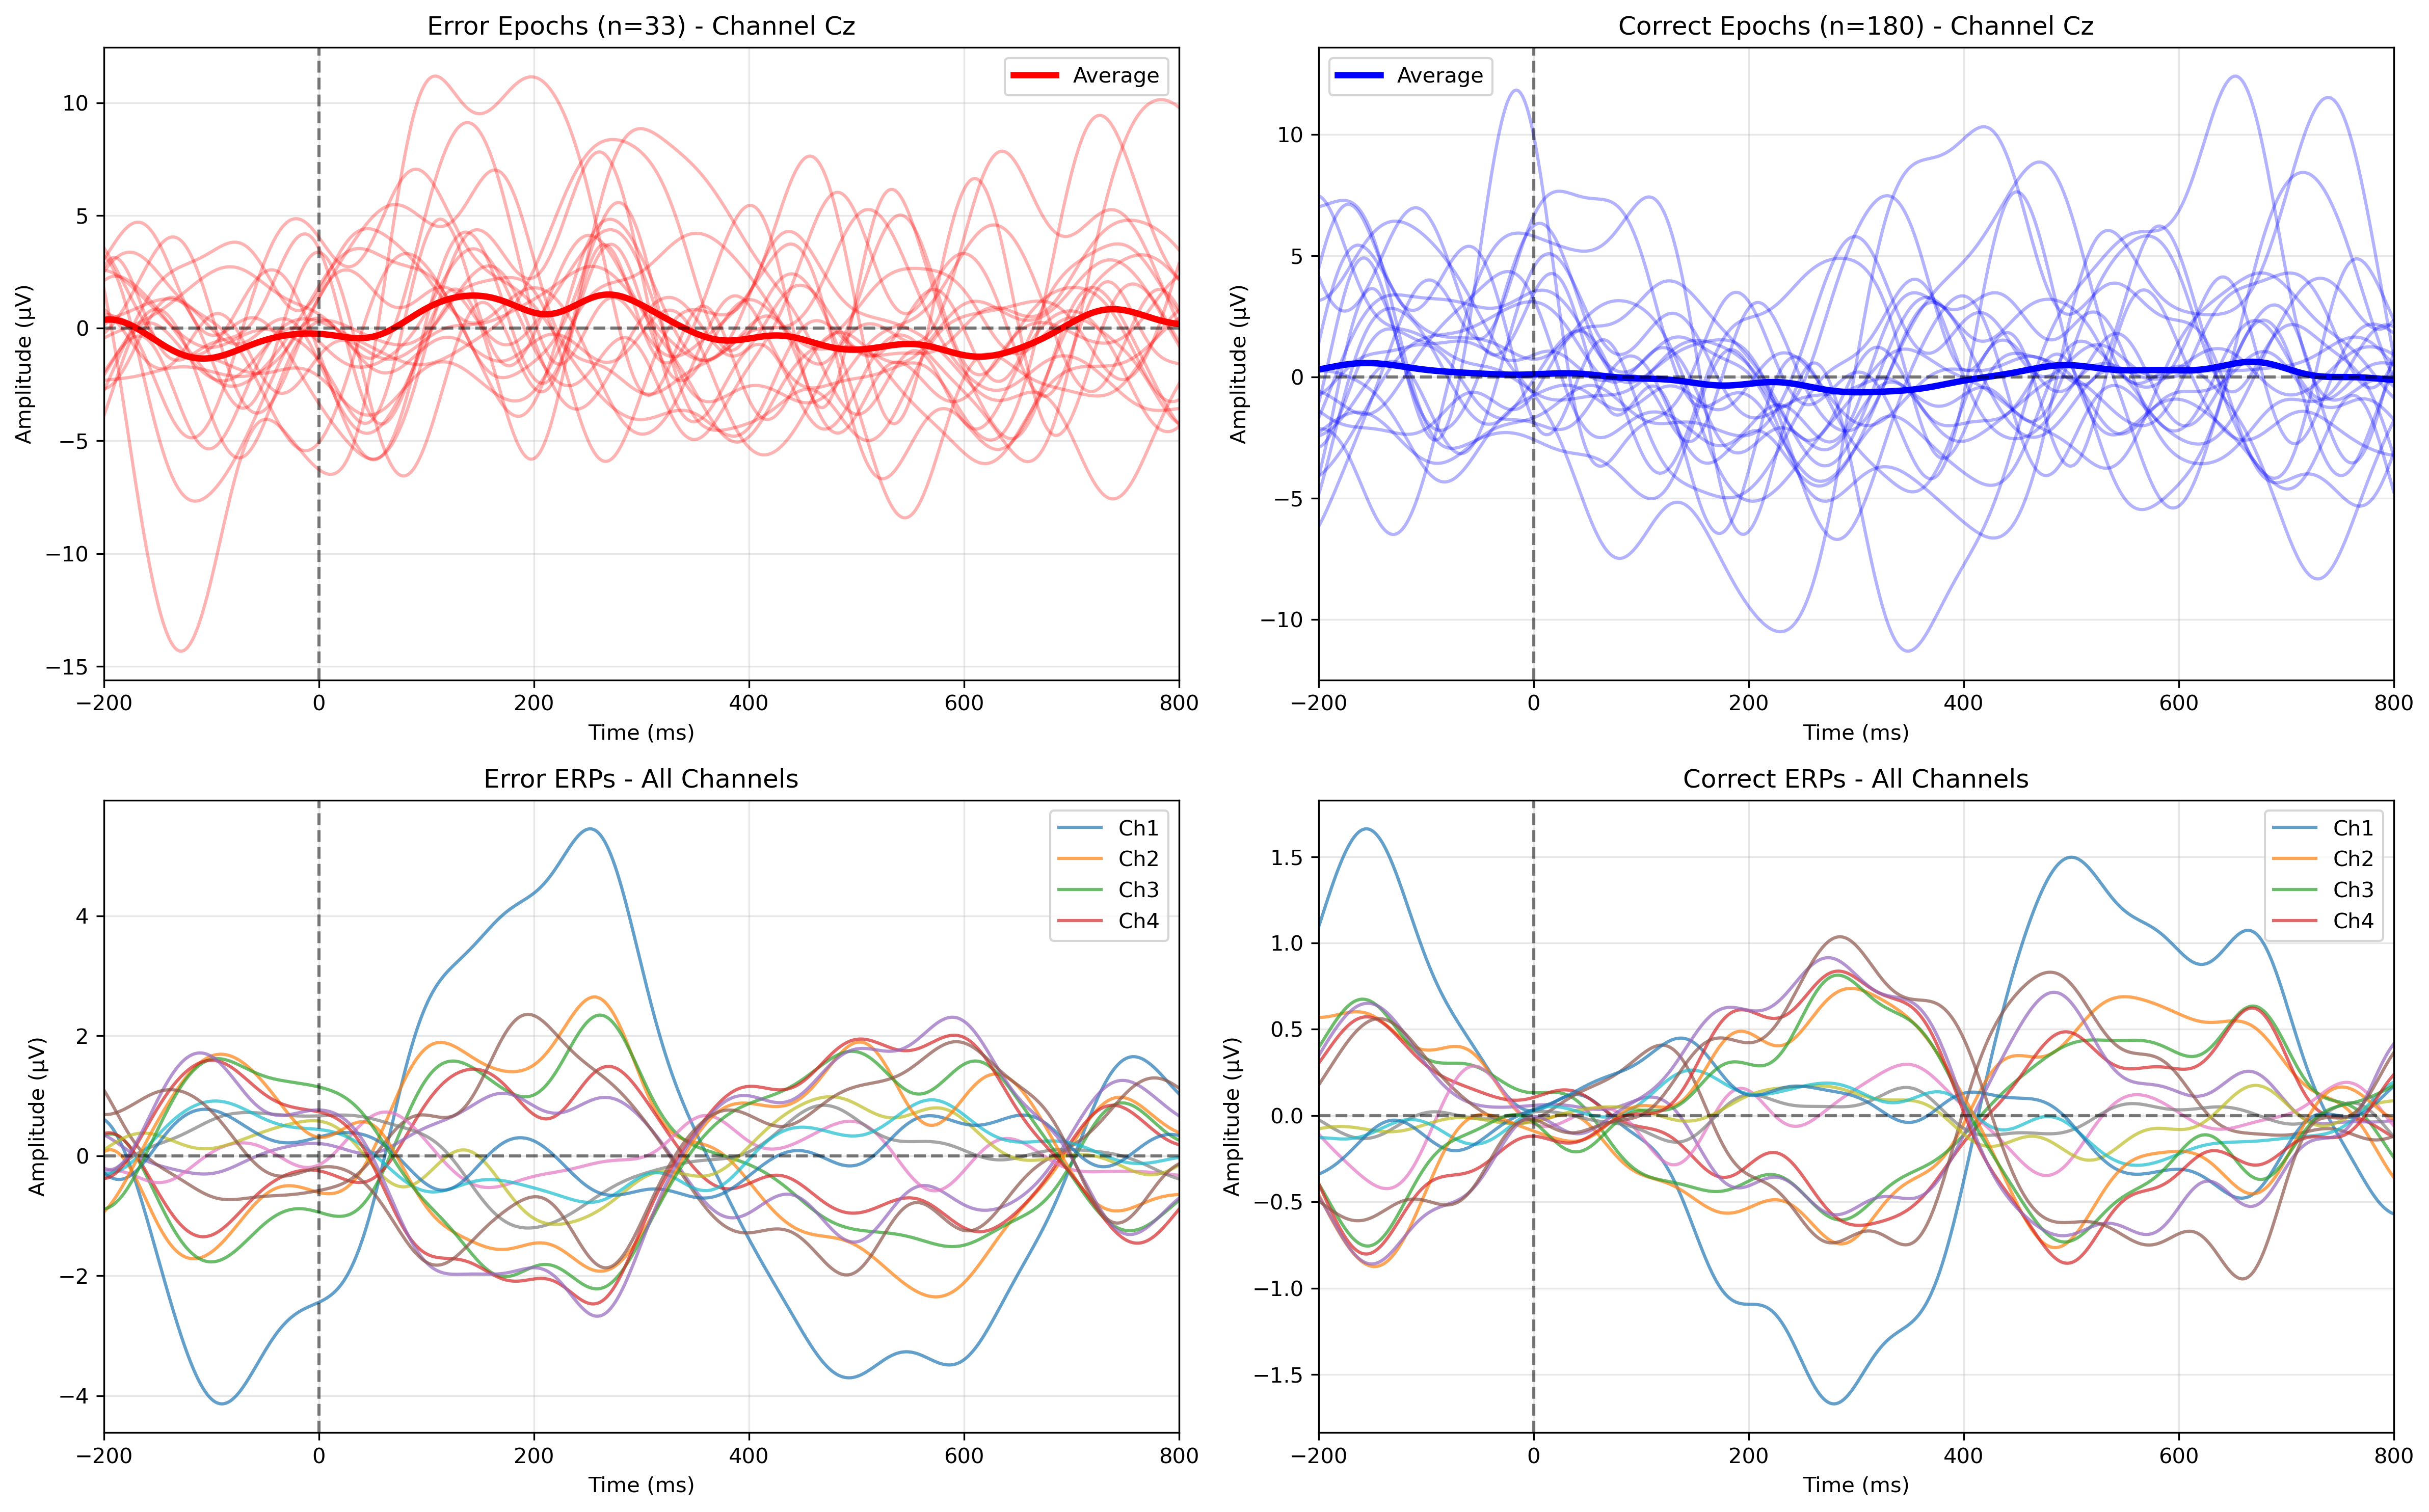 Error Epochs (n=33) - Channel Cz
Average
10
5
0
−5
−10
−15
Amplitude (µV)
−200
0
200
400
600
800
Time (ms)
Correct Epochs (n=180) - Channel Cz
Average
10
5
0
−5
−10
Amplitude (µV)
−200
0
200
400
600
800
Time (ms)
Error ERPs - All Channels
Ch1
Ch2
Ch3
Ch4
4
2
0
−2
−4
Amplitude (µV)
−200
0
200
400
600
800
Time (ms)
Correct ERPs - All Channels
Ch1
Ch2
Ch3
Ch4
1.5
1.0
0.5
0.0
−0.5
−1.0
−1.5
Amplitude (µV)
−200
0
200
400
600
800
Time (ms)